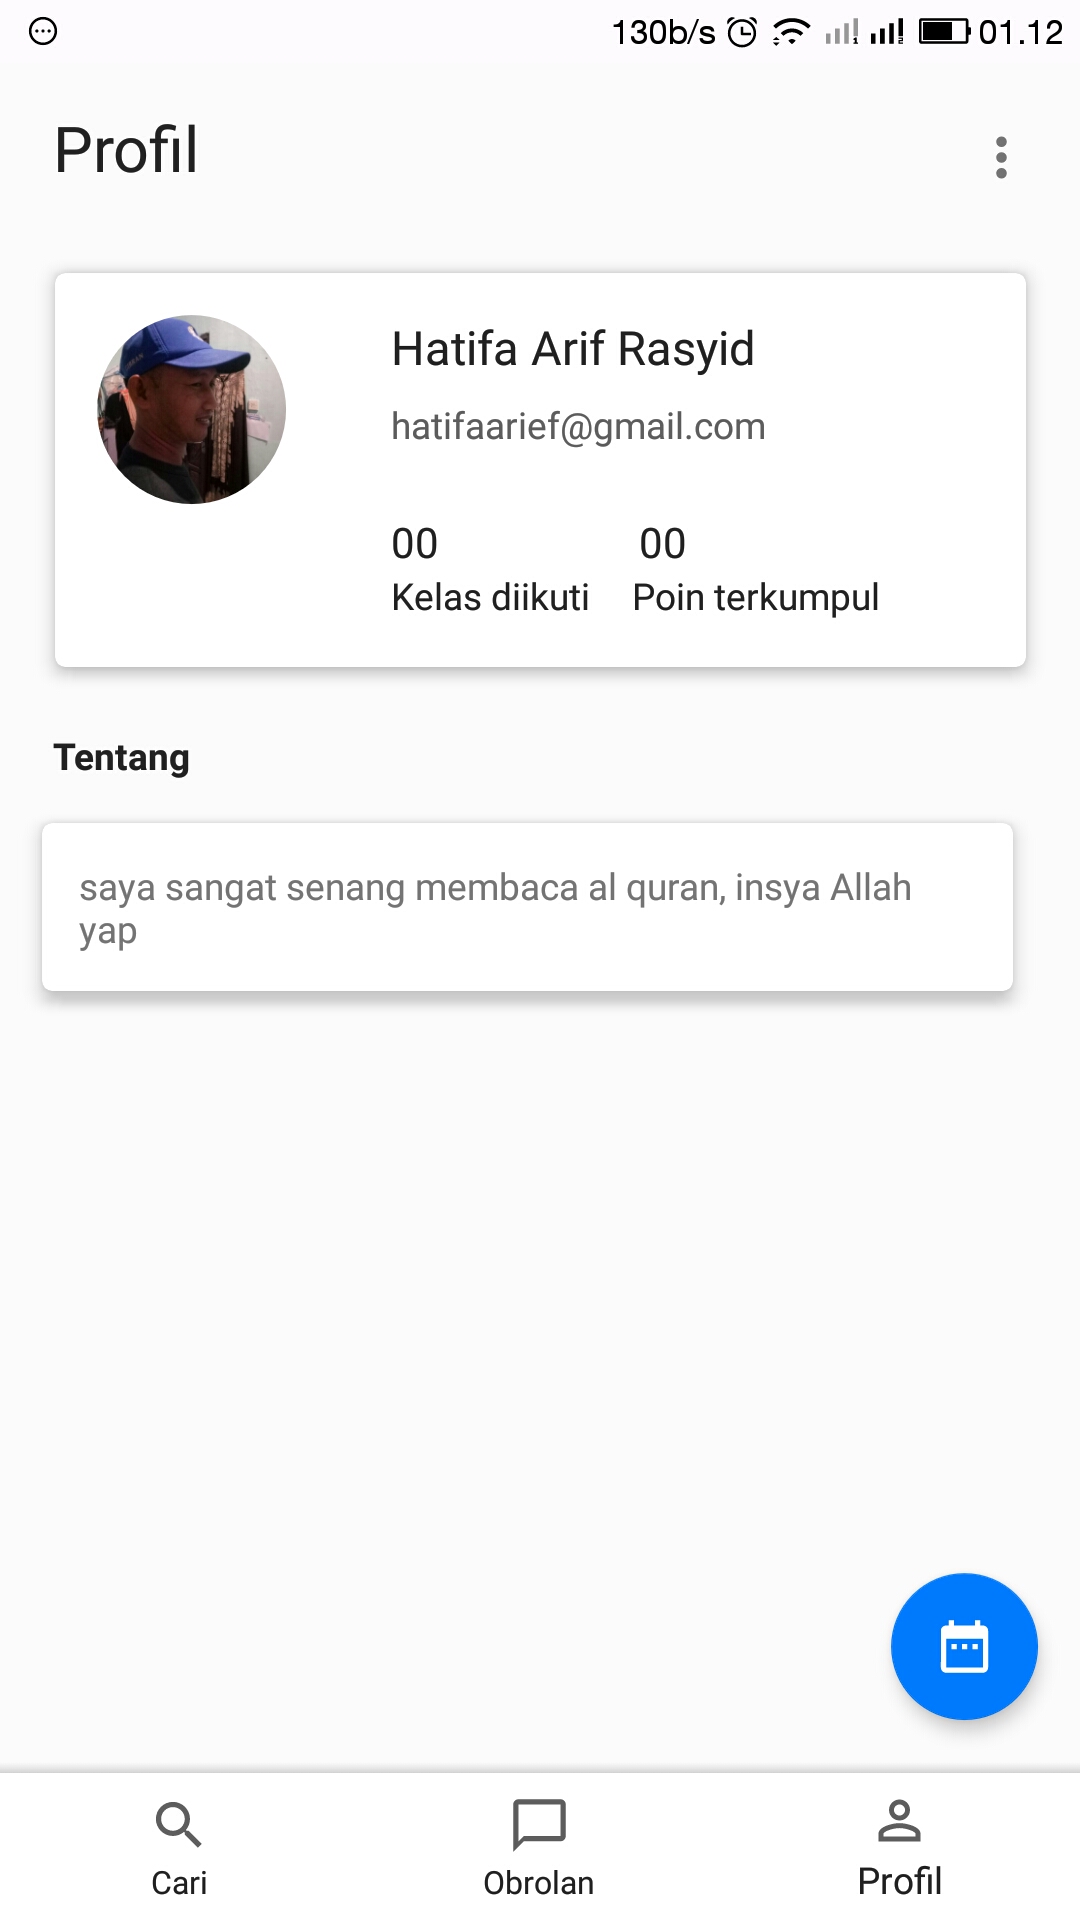 130b/s 01.12
Profil
Hatifa Arif Rasyid
hatifaarief@gmail.com
00 00
Kelas diikuti Poin terkumpul
Tentang
saya sangat senang membaca al quran, insya Allah
yap
Cari Obrolan Profil